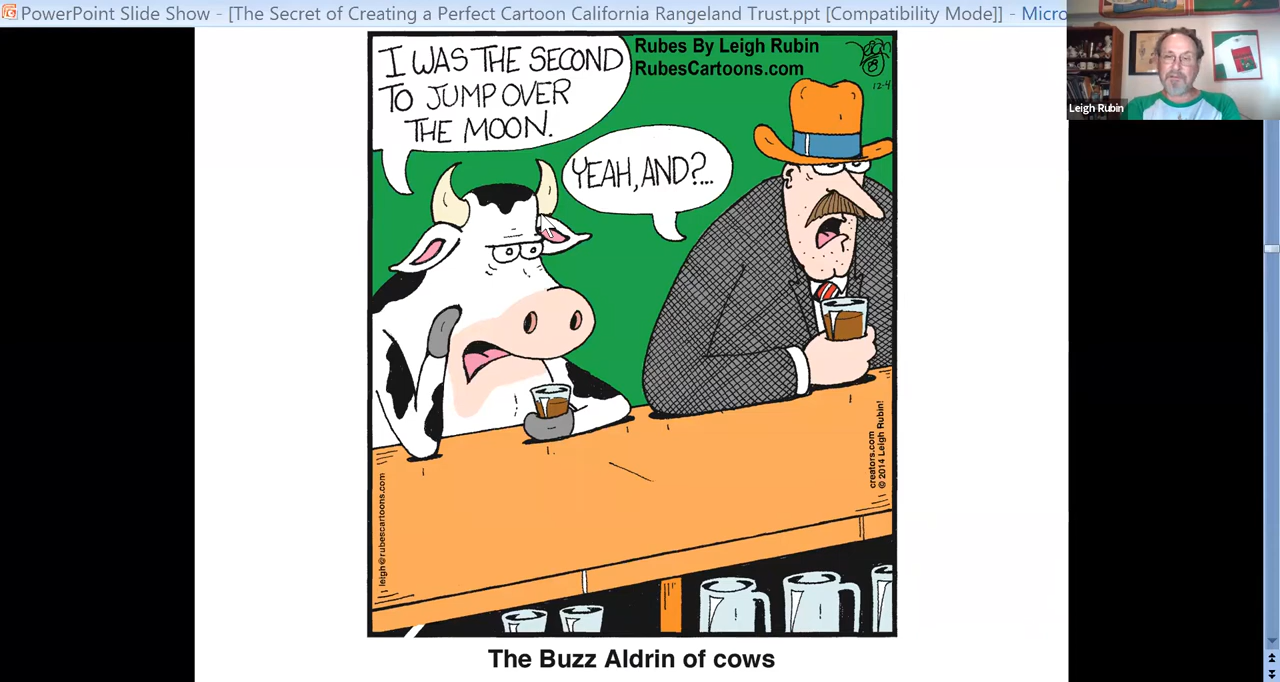 PowerPoint Slide Show - [The Secret of Creating a Perfect Cartoon California Rangeland Trust.ppt [Compatibility Mode]] - Micro
Leigh Rubin
I WAS THE SECOND
TO JUMP OVER
THE MOON.
Rubes By Leigh Rubin
RubesCartoons.com
12-4
YEAH, AND?...
leigh@rubescartoons.com
creators.com
© 2014 Leigh Rubin!
The Buzz Aldrin of cows